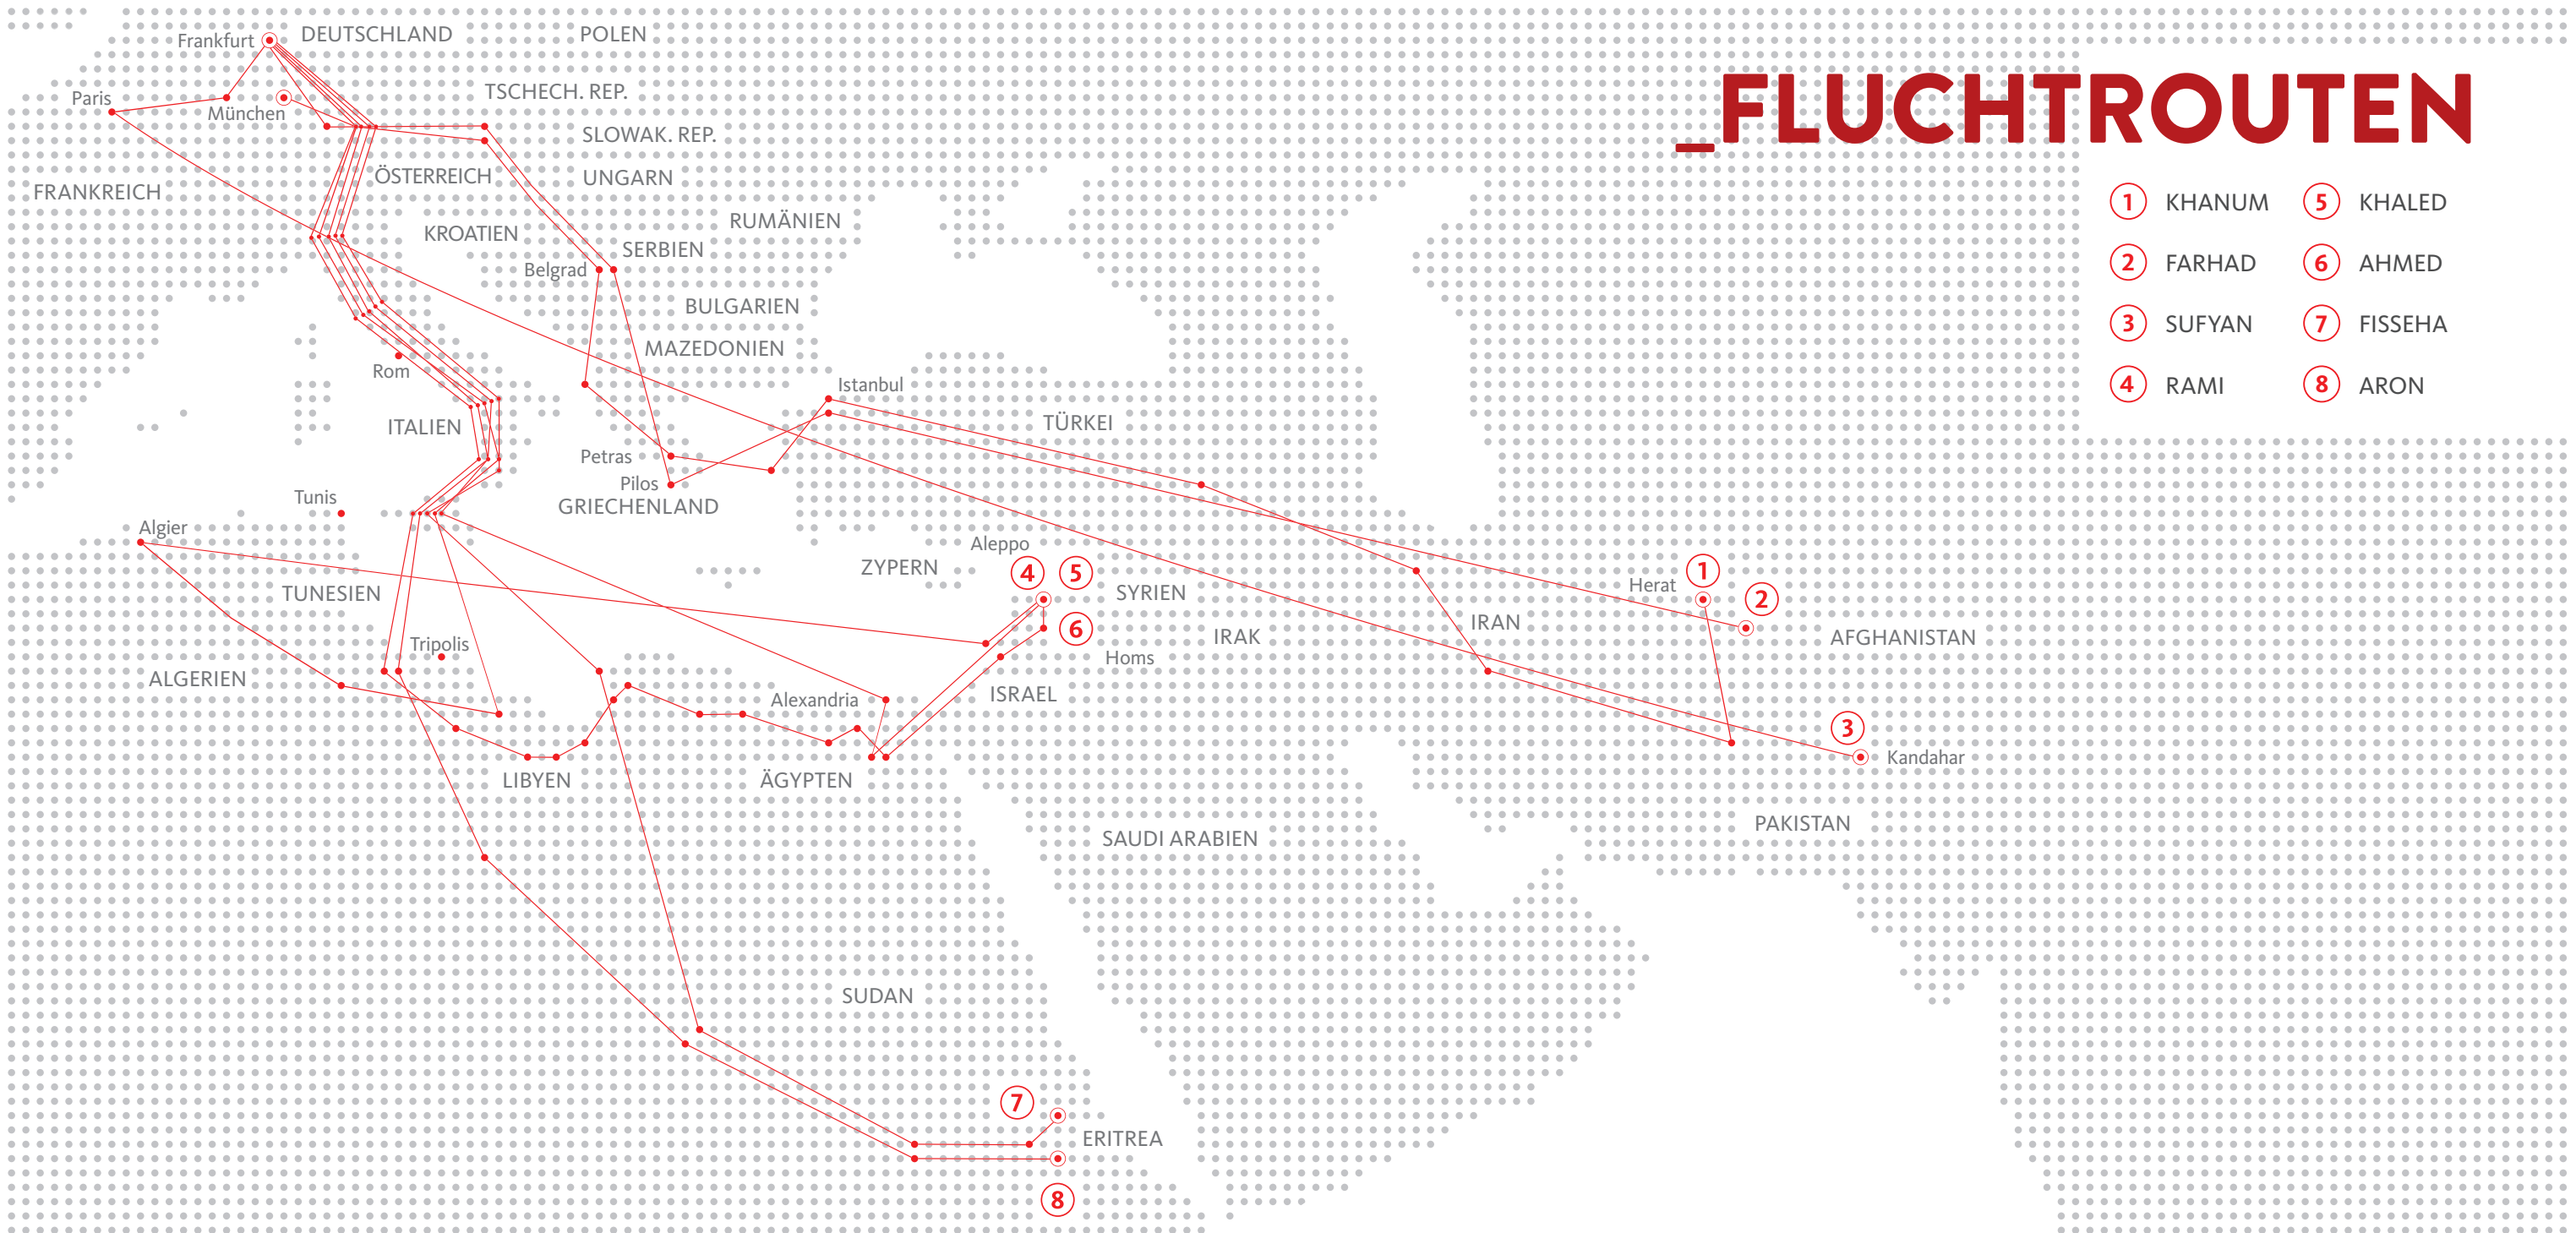 _FLUCHTROUTEN
1 KHANUM
2 FARHAD
3 SUFYAN
4 RAMI
5 KHALED
6 AHMED
7 FISSEHA
8 ARON
Frankfurt
DEUTSCHLAND
POLEN
Paris
München
TSCHECH. REP.
SLOWAK. REP.
ÖSTERREICH
UNGARN
FRANKREICH
RUMÄNIEN
KROATIEN
SERBIEN
Belgrad
BULGARIEN
MAZEDONIEN
Rom
Istanbul
TÜRKEI
ITALIEN
Petras
Pilos
GRIECHENLAND
Tunis
Algier
Aleppo
ZYPERN
4
5
SYRIEN
1
Herat
2
TUNESIEN
6
IRAK
IRAN
AFGHANISTAN
Tripolis
Homs
ALGERIEN
Alexandria
ISRAEL
3
Kandahar
LIBYEN
ÄGYPTEN
PAKISTAN
SAUDI ARABIEN
SUDAN
7
ERITREA
8